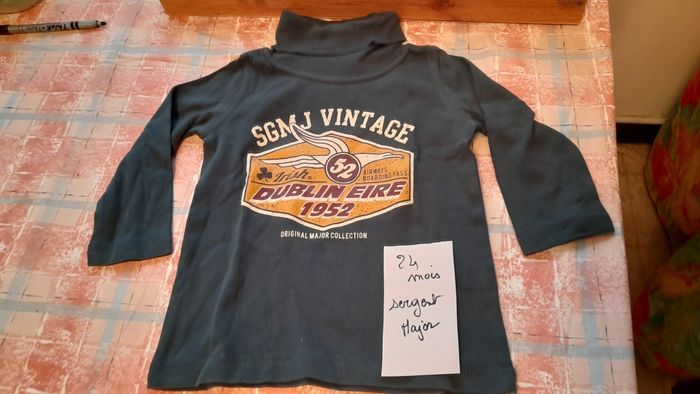 SGMJ VINTAGE
52
Irish
AIRWAYS
BOARDING PASS
DUBLIN EIRE
1952
ORIGINAL MAJOR COLLECTION
24
mois
sergent
Major